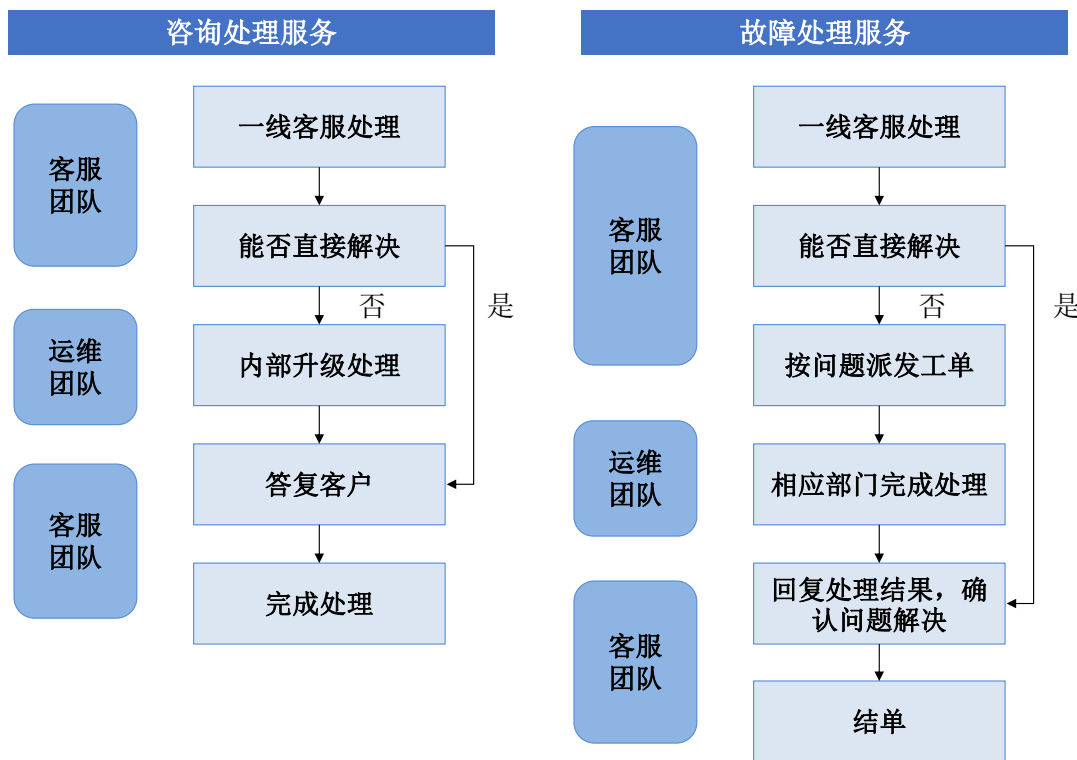 咨询处理服务
客服
团队
运维
团队
客服
团队
一线客服处理
能否直接解决
否
是
内部升级处理
答复客户
完成处理
故障处理服务
客服
团队
运维
团队
客服
团队
一线客服处理
能否直接解决
否
是
按问题派发工单
相应部门完成处理
回复处理结果，确
认问题解决
结单